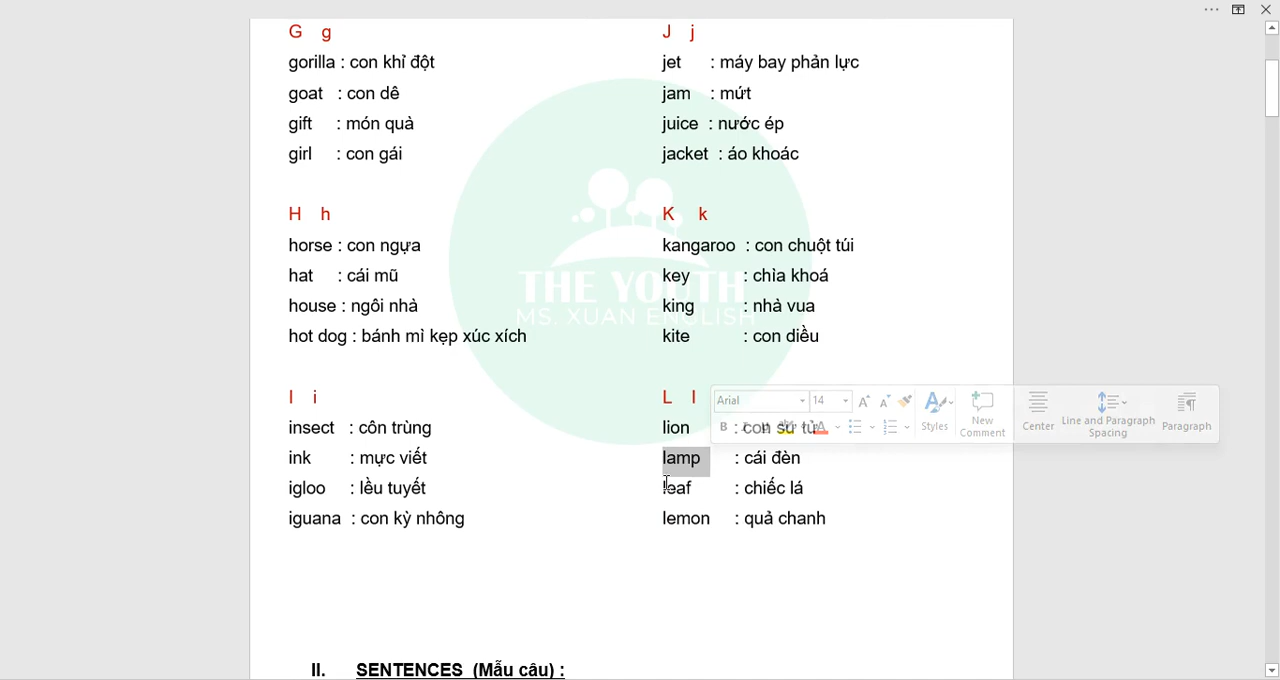 G g
gorilla : con khỉ đột
goat : con dê
gift : món quà
girl : con gái
H h
horse : con ngựa
hat : cái mũ
house : ngôi nhà
hot dog : bánh mì kẹp xúc xích
I i
insect : côn trùng
ink : mực viết
igloo : lều tuyết
iguana : con kỳ nhông
J j
jet : máy bay phản lực
jam : mứt
juice : nước ép
jacket : áo khoác
K k
kangaroo : con chuột túi
key : chìa khoá
king : nhà vua
kite : con diều
L l
lion : con sư tử
lamp : cái đèn
leaf : chiếc lá
lemon : quả chanh
THE YOUTH
MS. XUAN ENGLISH
Arial 14
B I U
Styles
New Comment
Center
Line and Paragraph Spacing
Paragraph
II. SENTENCES (Mẫu câu) :